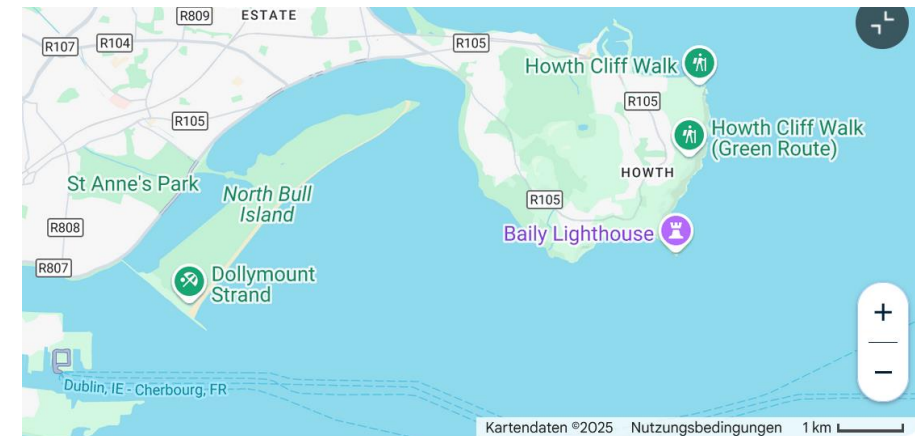 R809
ESTATE
R107
R104
R105
Howth Cliff Walk
R105
R105
Howth Cliff Walk
(Green Route)
St Anne's Park
North Bull
Island
HOWTH
R105
R808
Baily Lighthouse
R807
Dollymount
Strand
+
−
Dublin, IE - Cherbourg, FR
Kartendaten ©2025 Nutzungsbedingungen 1 km